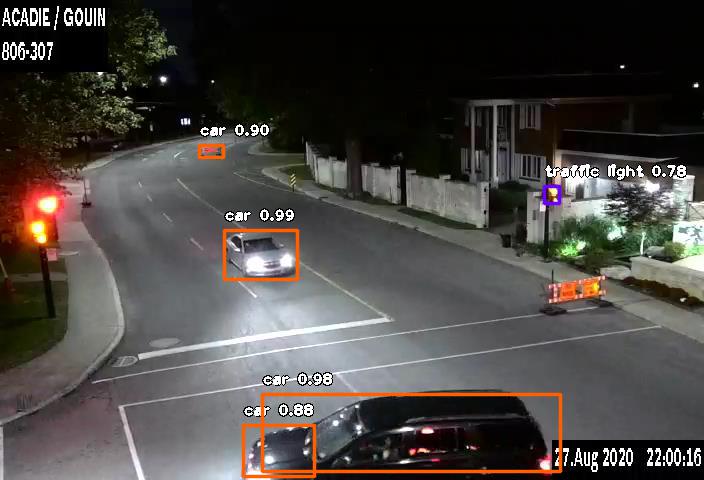 ACADIE / GOUIN
806-307
car 0.90
traffic light 0.78
car 0.99
car 0.98
car 0.88
27.Aug 2020 22:00:16